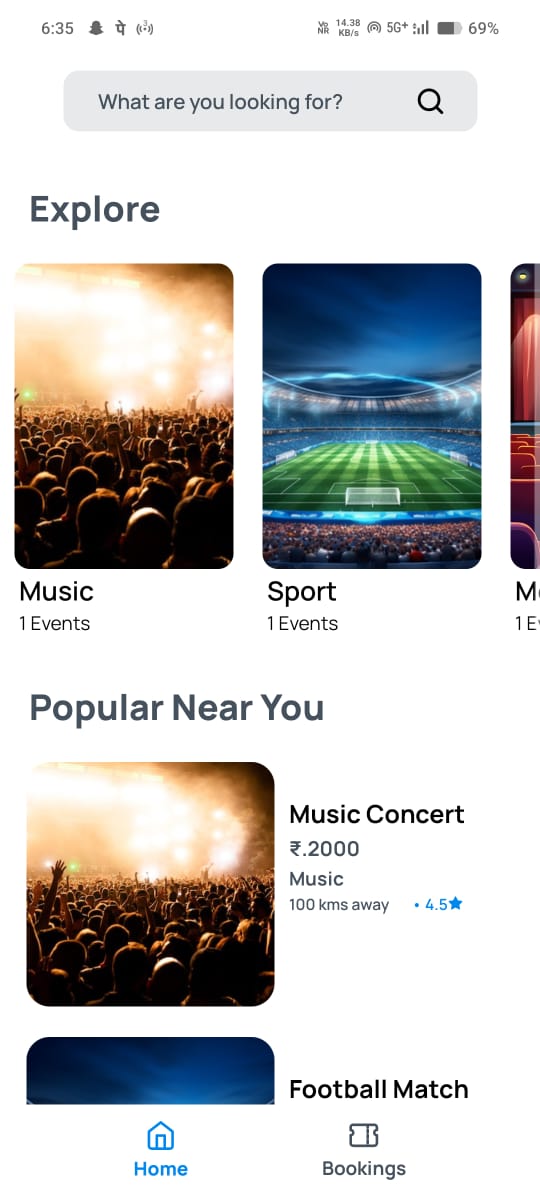 6:35 पे 3 Vo NR 14.38 KB/s 5G+ 69%
What are you looking for?
Explore
Music
1 Events
Sport
1 Events
M
1 E
Popular Near You
Music Concert
₹.2000
Music
100 kms away • 4.5
Football Match
Home
Bookings